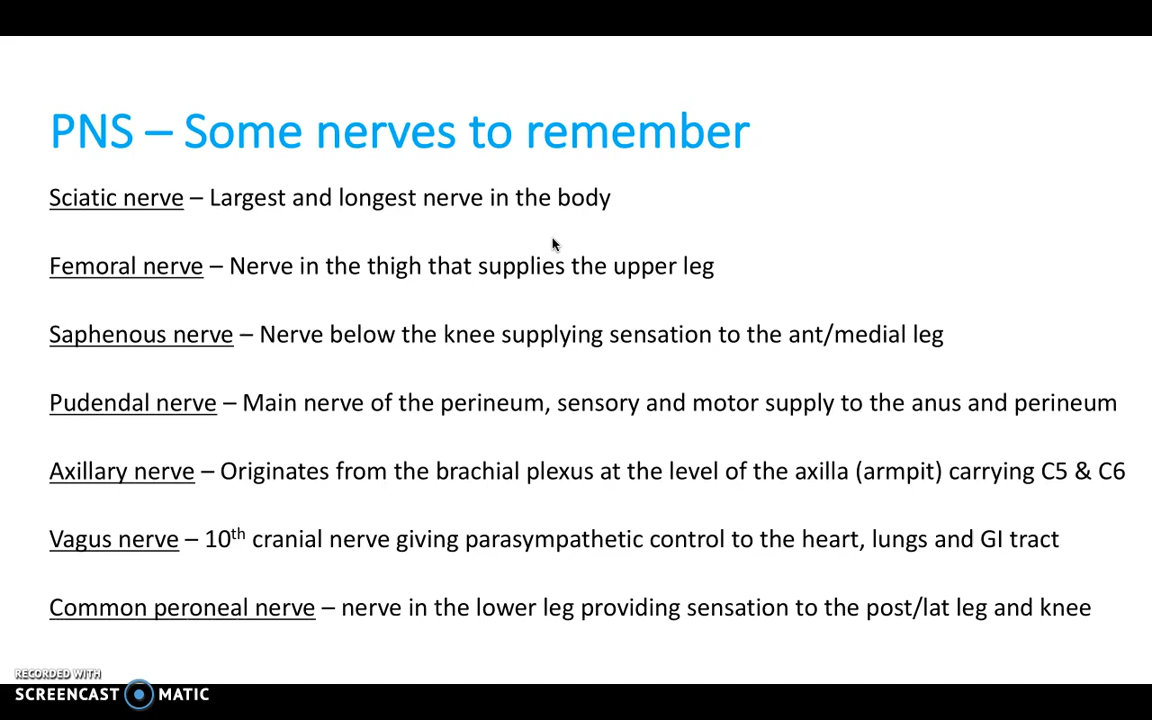 PNS – Some nerves to remember
Sciatic nerve – Largest and longest nerve in the body
Femoral nerve – Nerve in the thigh that supplies the upper leg
Saphenous nerve – Nerve below the knee supplying sensation to the ant/medial leg
Pudendal nerve – Main nerve of the perineum, sensory and motor supply to the anus and perineum
Axillary nerve – Originates from the brachial plexus at the level of the axilla (armpit) carrying C5 & C6
Vagus nerve – 10th cranial nerve giving parasympathetic control to the heart, lungs and GI tract
Common peroneal nerve – nerve in the lower leg providing sensation to the post/lat leg and knee
RECORDED WITH
SCREENCAST MATIC